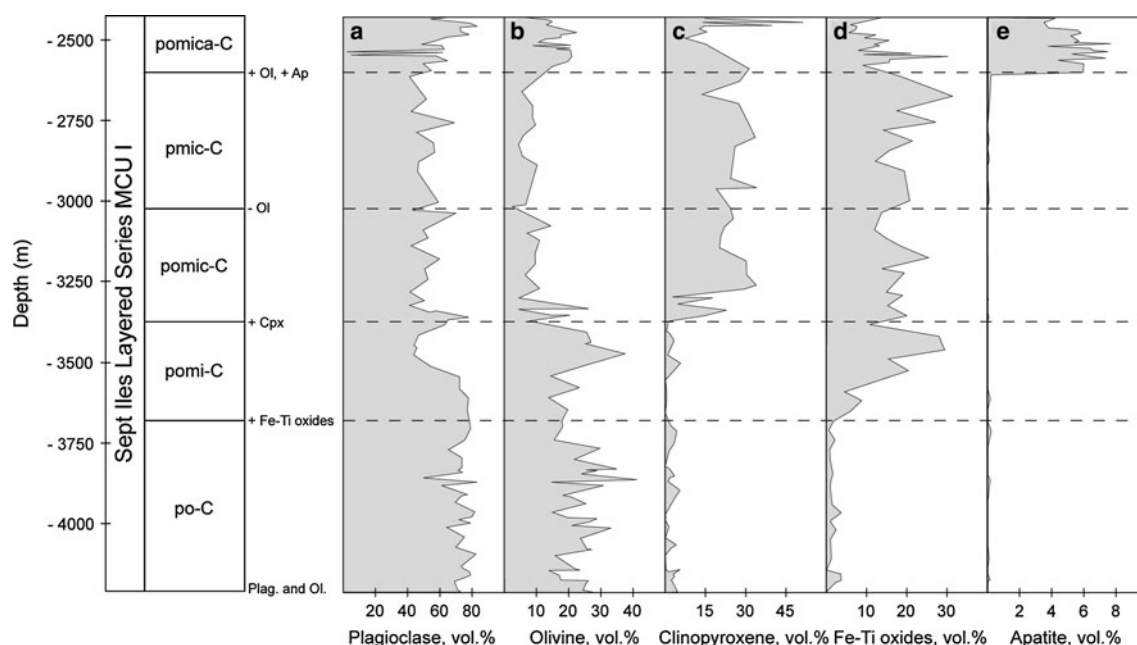 a b c d e
- 2500
pomica-C
+ Ol, + Ap
- 2750
pmic-C
- 3000
- Ol
Depth (m)
Sept Iles Layered Series MCU I
pomic-C
- 3250
+ Cpx
- 3500
pomi-C
+ Fe-Ti oxides
- 3750
po-C
- 4000
Plag. and Ol.
20 40 60 80 10 20 30 40 15 30 45 10 20 30 2 4 6 8
Plagioclase, vol.% Olivine, vol.% Clinopyroxene, vol.% Fe-Ti oxides, vol.% Apatite, vol.%